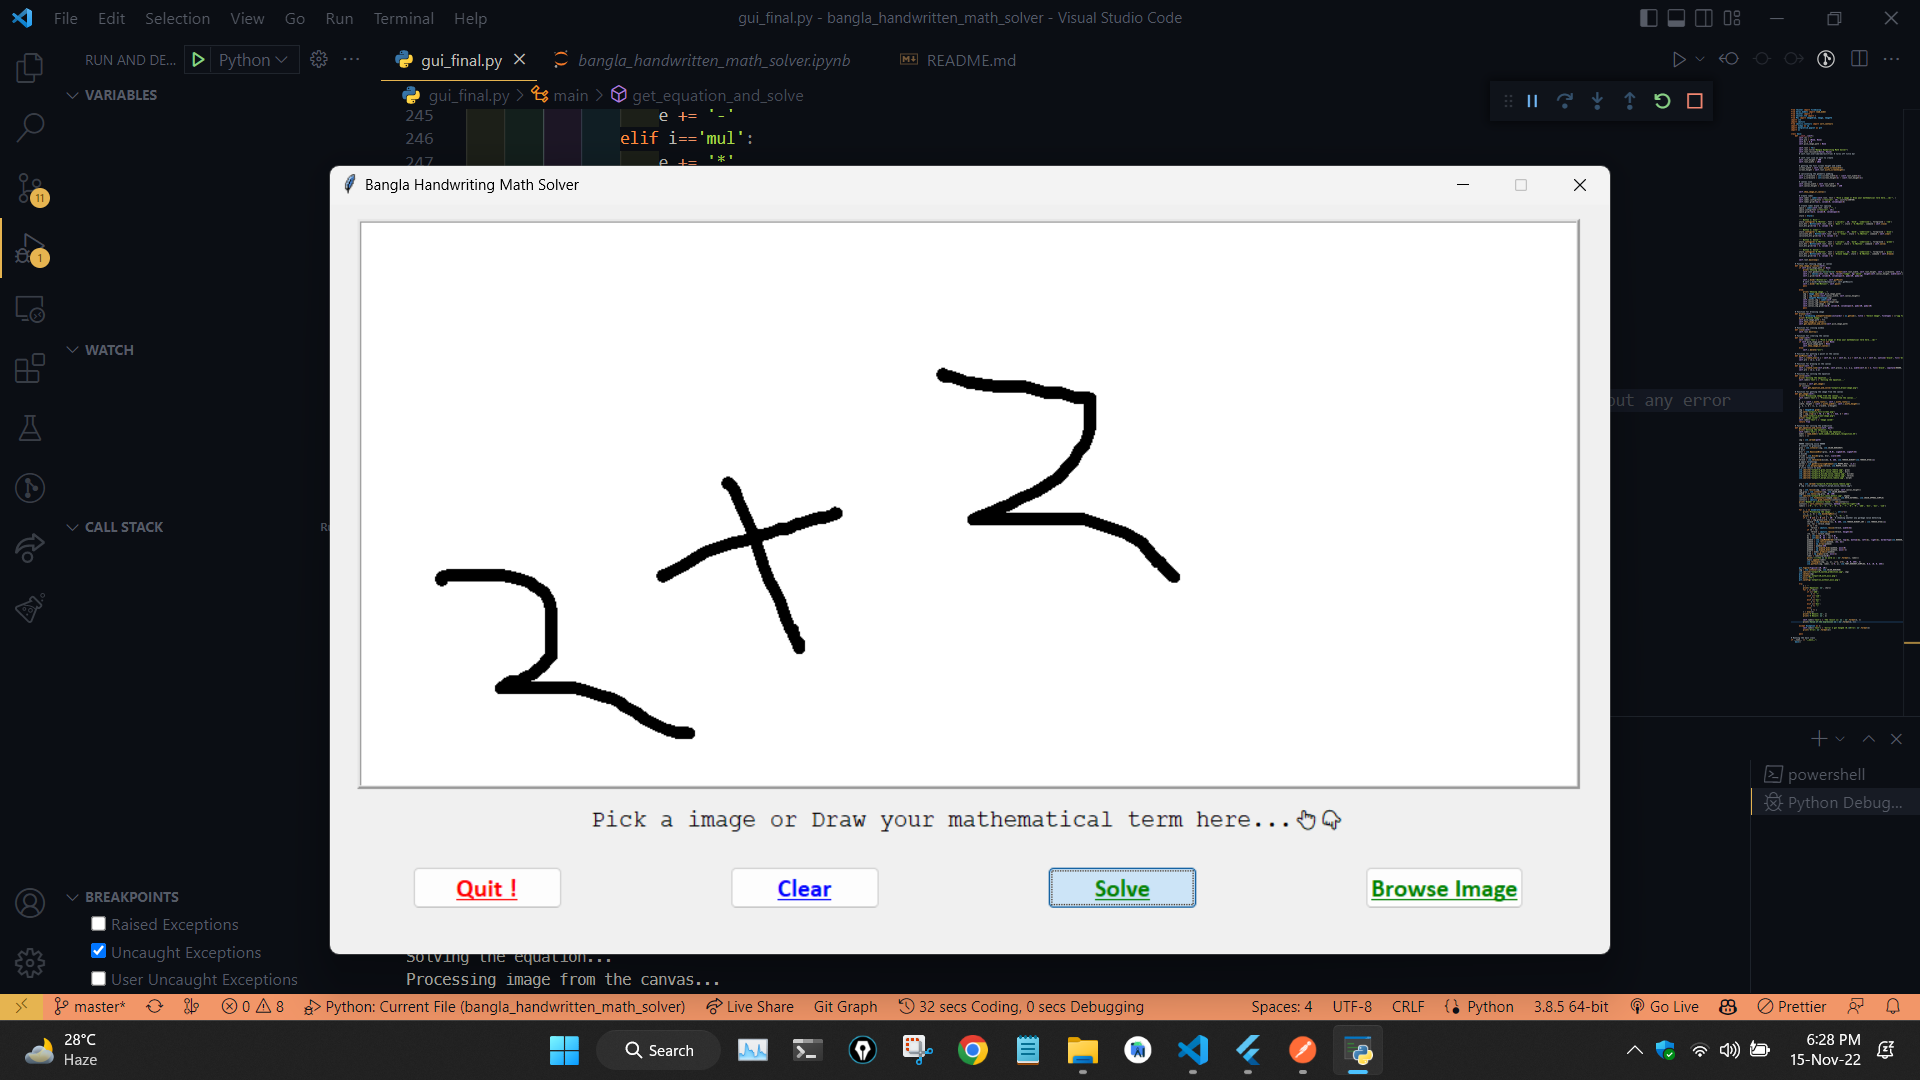 File Edit Selection View Go Run Terminal Help
gui_final.py - bangla_handwritten_math_solver - Visual Studio Code
RUN AND DE... Python
gui_final.py
bangla_handwritten_math_solver.ipynb
README.md
VARIABLES
gui_final.py > main > get_equation_and_solve
245 e += '-'
246 elif i=='mul':
247 e += '*'
Bangla Handwriting Math Solver
11
1
WATCH
out any error
২ + ২
CALL STACK
powershell
Python Debug...
Pick a image or Draw your mathematical term here...
Quit !
Clear
Solve
Browse Image
BREAKPOINTS
Raised Exceptions
Uncaught Exceptions
User Uncaught Exceptions
Solving the equation...
Processing image from the canvas...
master* 0 8 Python: Current File (bangla_handwritten_math_solver) Live Share Git Graph 32 secs Coding, 0 secs Debugging Spaces: 4 UTF-8 CRLF Python 3.8.5 64-bit Go Live Prettier
28°C
Haze
Search
6:28 PM
15-Nov-22